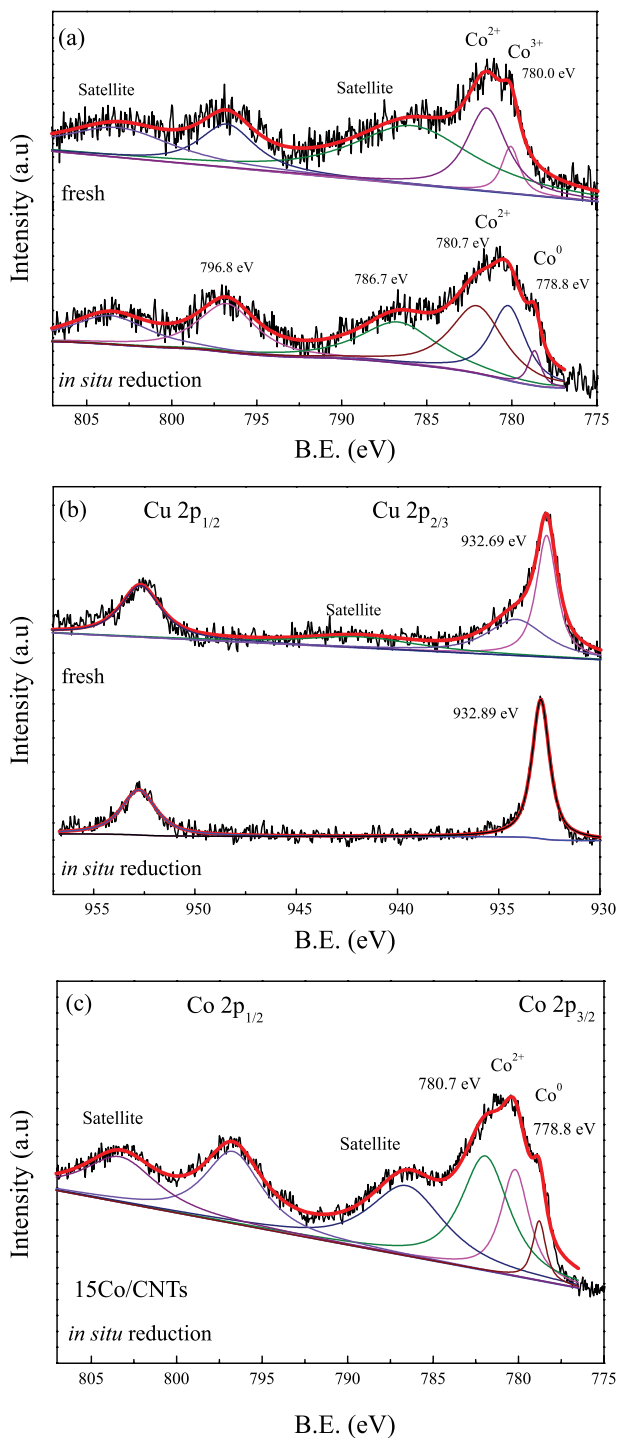 (a)
Co²⁺
Co³⁺
780.0 eV
Satellite
Satellite
fresh
Co²⁺
780.7 eV
Co⁰
778.8 eV
796.8 eV
786.7 eV
in situ reduction
Intensity (a.u)
805 800 795 790 785 780 775
B.E. (eV)
(b)
Cu 2p₁/₂
Cu 2p₂/₃
932.69 eV
Satellite
fresh
932.89 eV
in situ reduction
Intensity (a.u)
955 950 945 940 935 930
B.E. (eV)
(c)
Co 2p₁/₂
Co 2p₃/₂
Co²⁺
780.7 eV
Co⁰
778.8 eV
Satellite
Satellite
15Co/CNTs
in situ reduction
Intensity (a.u)
805 800 795 790 785 780 775
B.E. (eV)